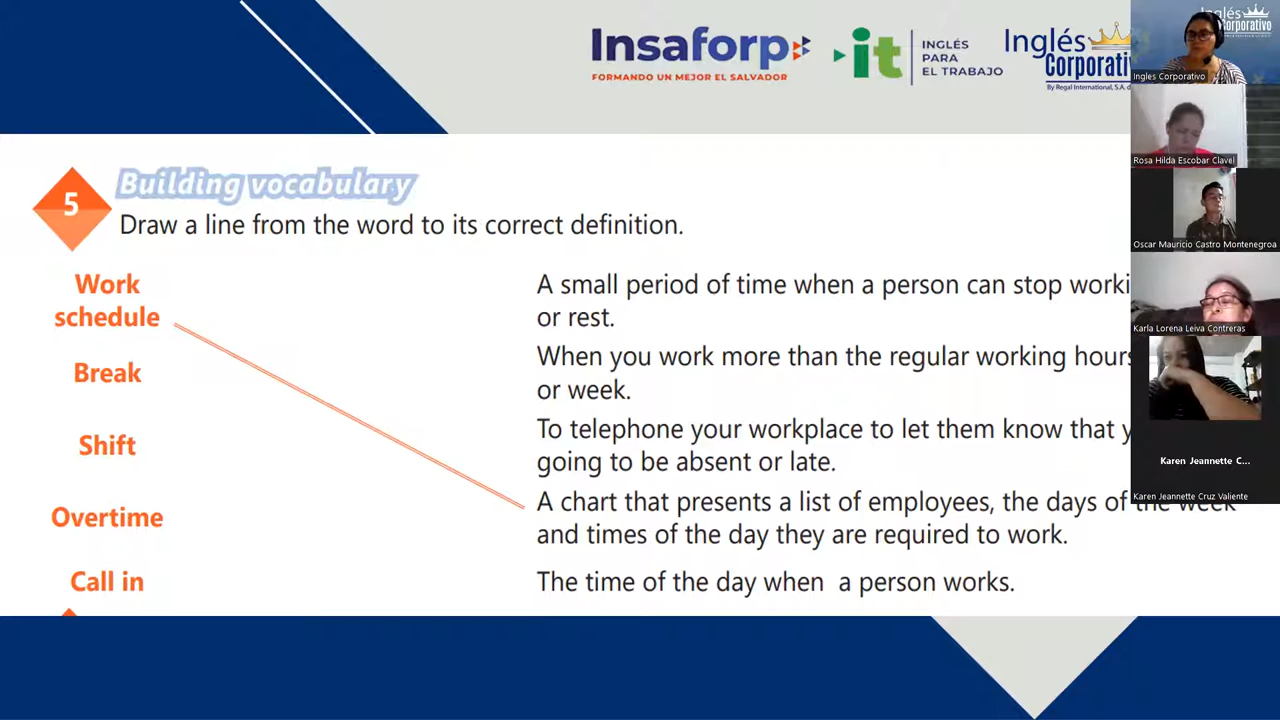 Insaforp
FORMANDO UN MEJOR EL SALVADOR
it
INGLÉS
PARA
EL TRABAJO
Inglés
Corporativ
By Regal International, S.A. d
Inglés
Corporativo
Ingles Corporativo
Rosa Hilda Escobar Clavel
Oscar Mauricio Castro Montenegroa
Karla Lorena Leiva Contreras
Karen Jeannette C...
Karen Jeannette Cruz Valiente
5
Building vocabulary
Draw a line from the word to its correct definition.
Work
schedule
Break
Shift
Overtime
Call in
A small period of time when a person can stop worki
or rest.
When you work more than the regular working hours
or week.
To telephone your workplace to let them know that y
going to be absent or late.
A chart that presents a list of employees, the days of the week
and times of the day they are required to work.
The time of the day when a person works.